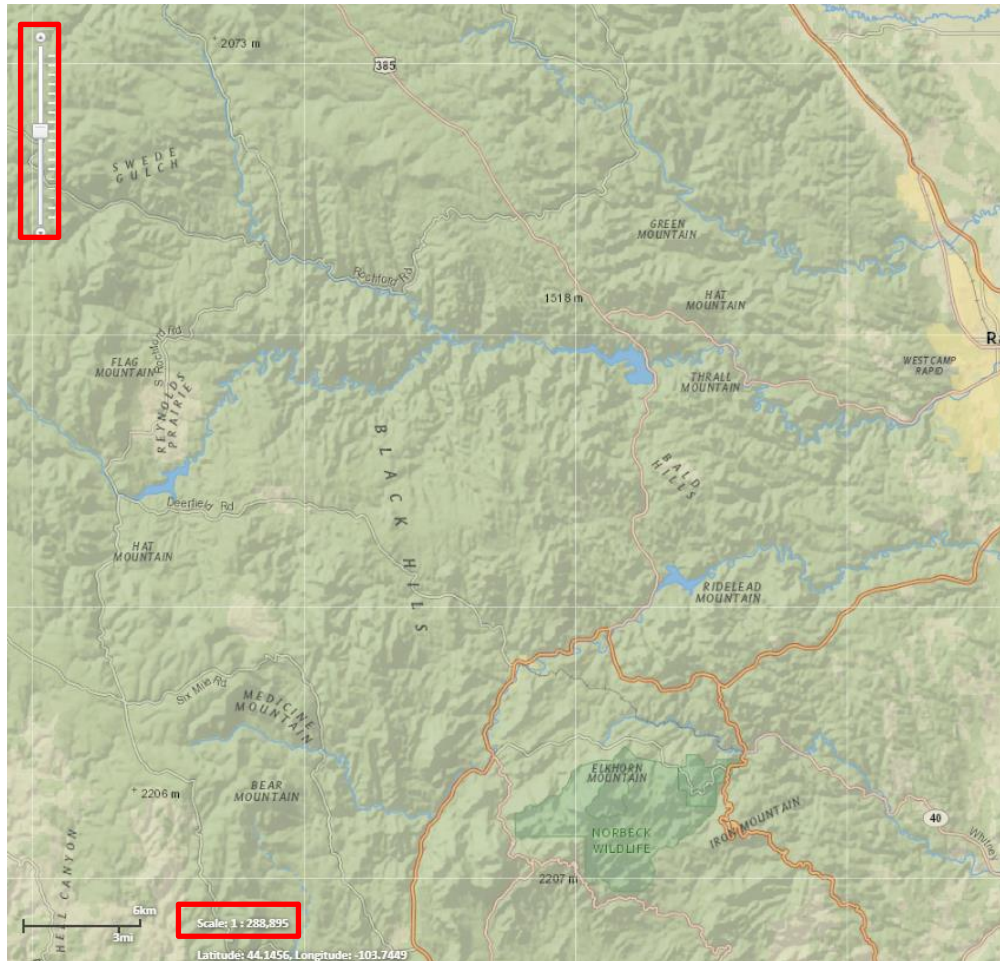 2073 m
385
SWEDE
GULCH
GREEN
MOUNTAIN
Rochford Rd
1518 m
HAT
MOUNTAIN
S Rochford Rd
FLAG
MOUNTAIN
REYNOLDS
PRAIRIE
R
WEST CAMP
RAPID
THRALL
MOUNTAIN
BLACK HILLS
BALD
HILLS
Deerfield Rd
HAT
MOUNTAIN
RIDELEAD
MOUNTAIN
Six Mile Rd
MEDICINE
MOUNTAIN
ELKHORN
MOUNTAIN
BEAR
MOUNTAIN
2206 m
IRON MOUNTAIN
40
Whitney
NORBECK
WILDLIFE
HELL CANYON
2207 m
6km
3mi
Scale: 1 : 288,895
Latitude: 44.1456, Longitude: -103.7449